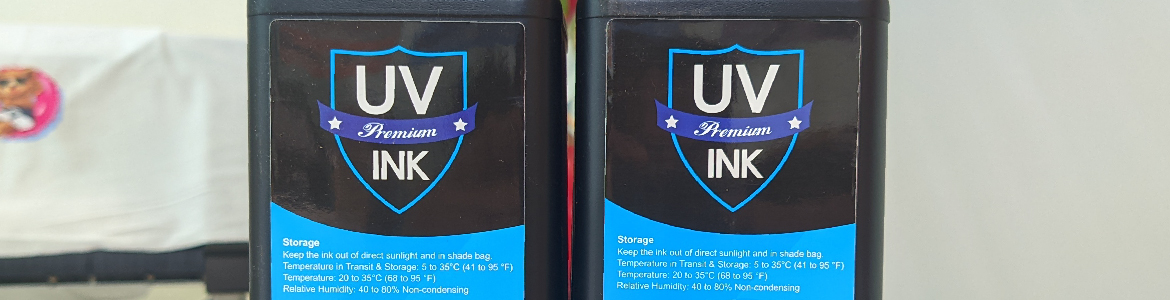 UV
Premium
INK
Storage
Keep the ink out of direct sunlight and in shade bag.
Temperature in Transit & Storage: 5 to 35°C (41 to 95 °F)
Temperature: 20 to 35°C (68 to 95 °F)
Relative Humidity: 40 to 80% Non-condensing.
UV
Premium
INK
Storage
Keep the ink out of direct sunlight and in shade bag.
Temperature in Transit & Storage: 5 to 35°C (41 to 95 °F)
Temperature: 20 to 35°C (68 to 95 °F)
Relative Humidity: 40 to 80% Non-condensing